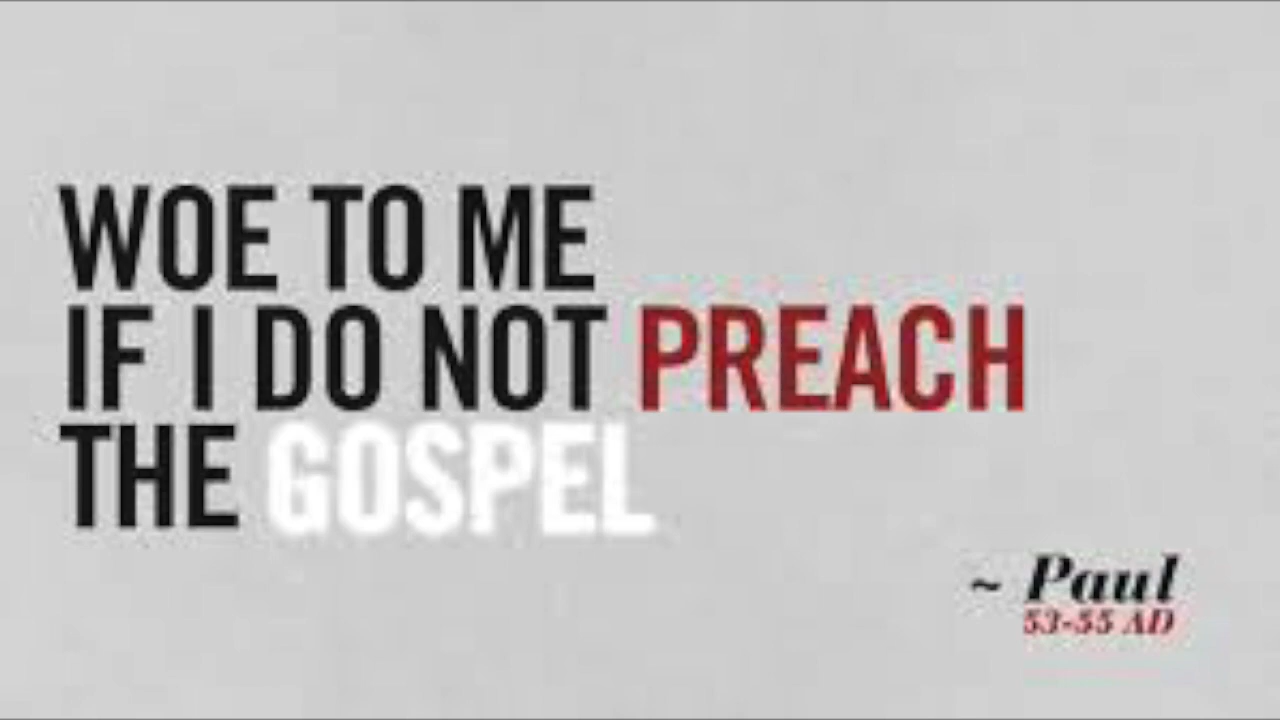 WOE TO ME
IF I DO NOT PREACH
THE GOSPEL
~ Paul
53-55 AD